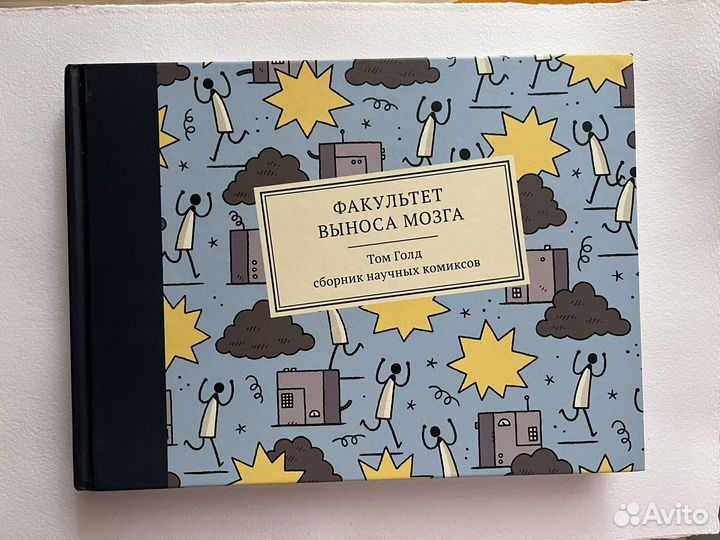 ФАКУЛЬТЕТ
ВЫНОСА МОЗГА
Том Голд
сборник научных комиксов
Avito